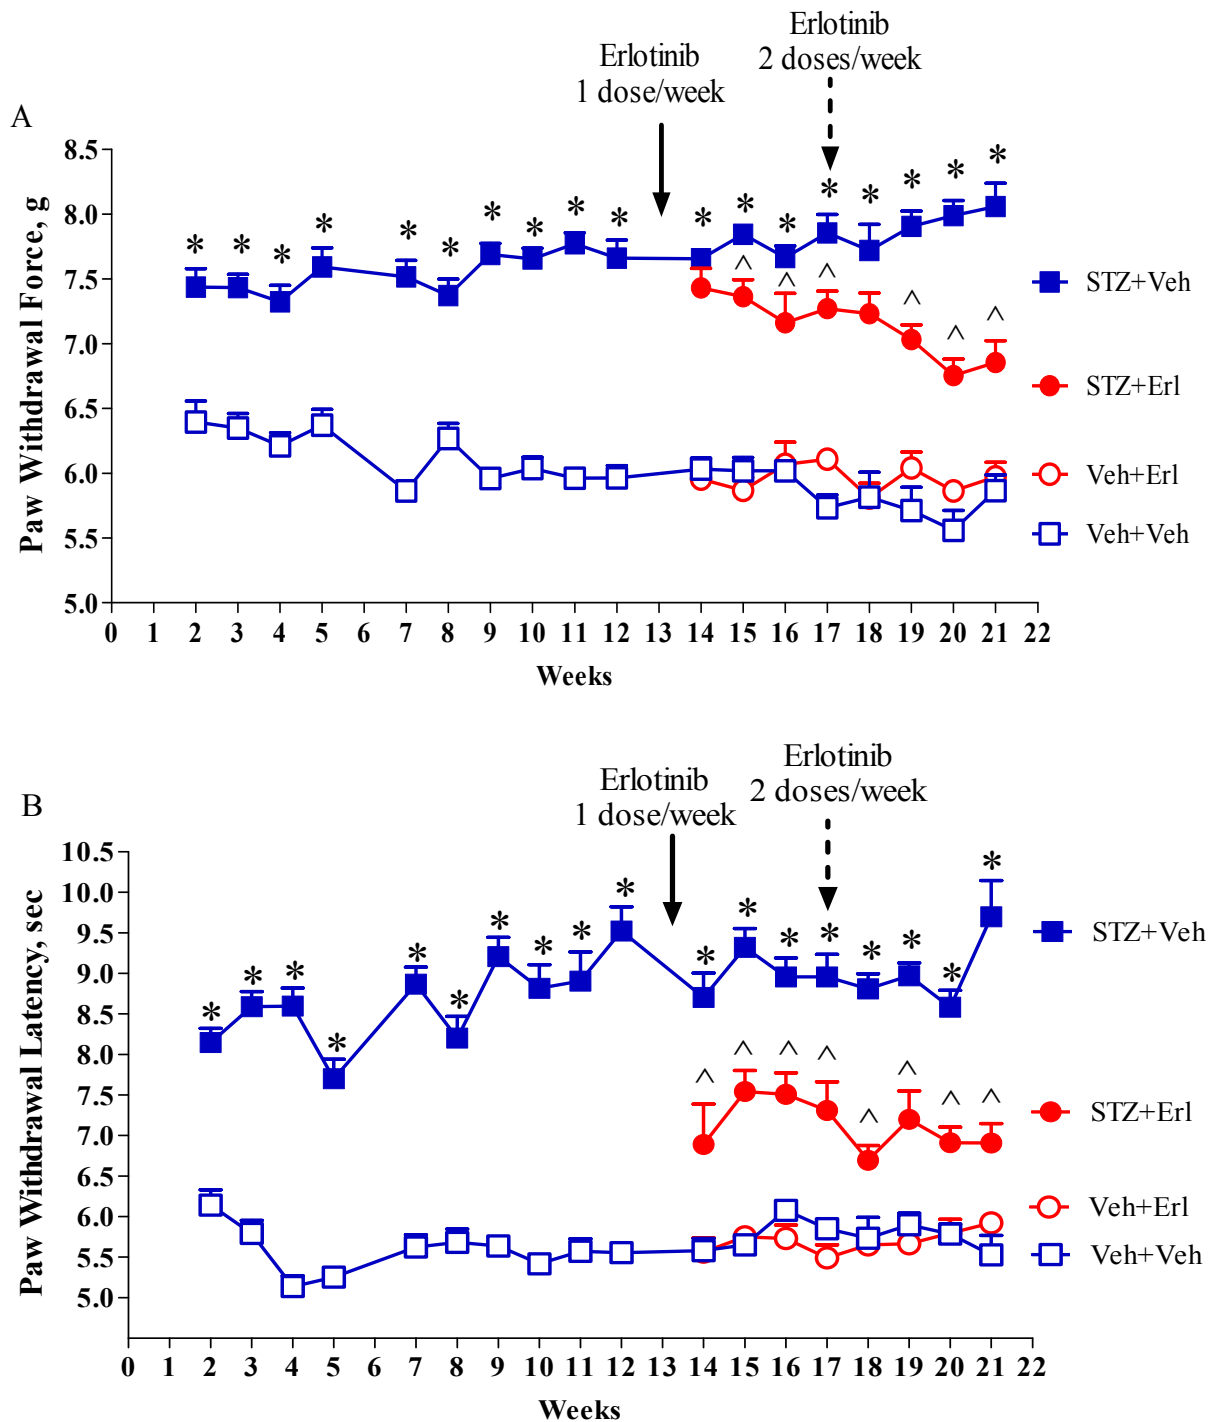 Erlotinib
2 doses/week
Erlotinib
1 dose/week
A
8.5
8.0
7.5
7.0
6.5
6.0
5.5
5.0
Paw Withdrawal Force, g
* * * * * * * * * * * * * * * * * *
^ ^ ^ ^ ^ ^
STZ+Veh
STZ+Erl
Veh+Erl
Veh+Veh
0 1 2 3 4 5 7 8 9 10 11 12 13 14 15 16 17 18 19 20 21 22
Weeks
Erlotinib
2 doses/week
Erlotinib
1 dose/week
B
10.5
10.0
9.5
9.0
8.5
8.0
7.5
7.0
6.5
6.0
5.5
5.0
Paw Withdrawal Latency, sec
* * * * * * * * * * * * * * * * * *
^ ^ ^ ^ ^ ^ ^ ^
STZ+Veh
STZ+Erl
Veh+Erl
Veh+Veh
0 1 2 3 4 5 7 8 9 10 11 12 13 14 15 16 17 18 19 20 21 22
Weeks